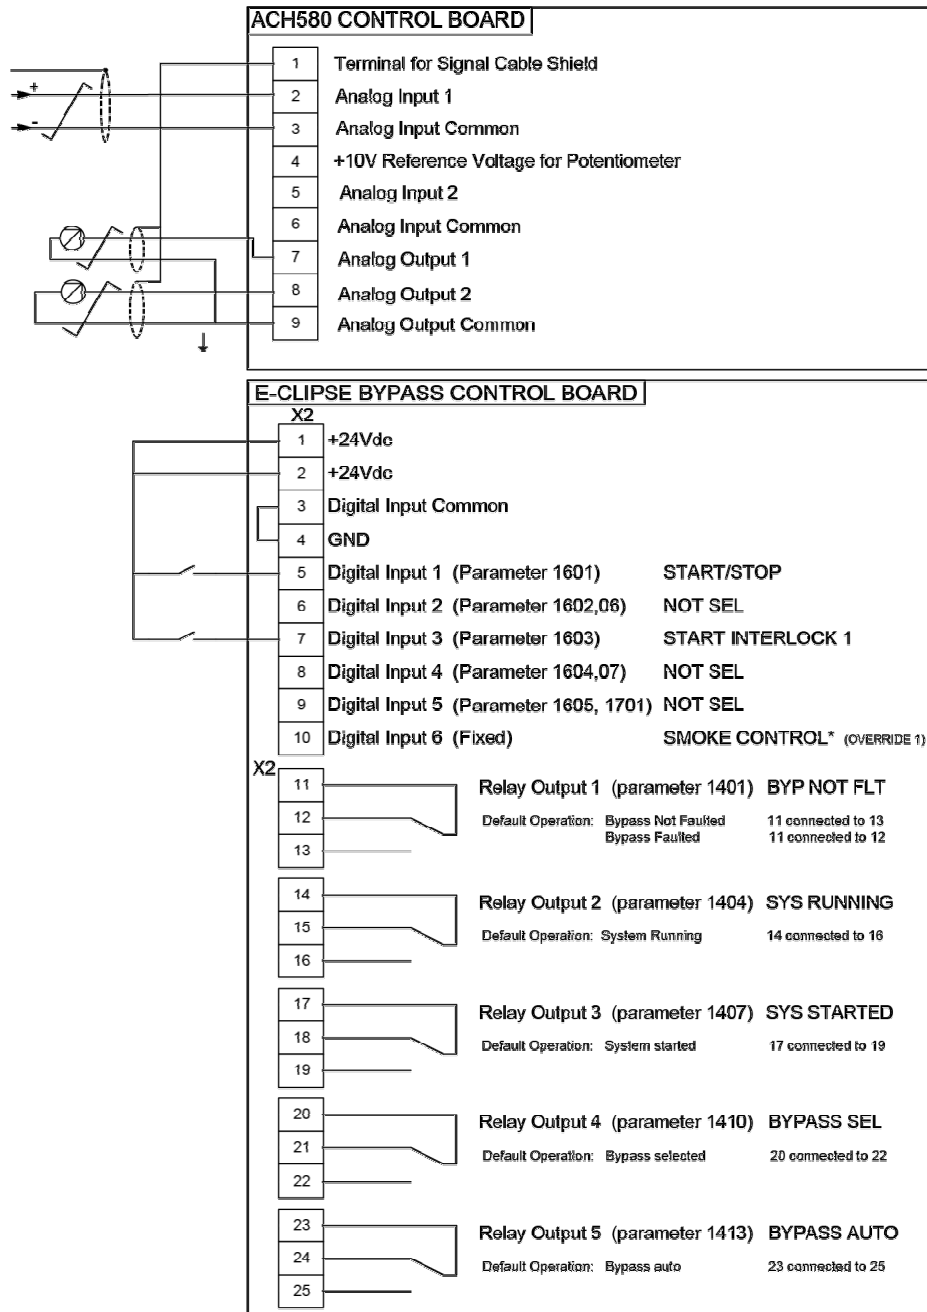 ACH580 CONTROL BOARD
1 Terminal for Signal Cable Shield
+ 2 Analog Input 1
- 3 Analog Input Common
4 +10V Reference Voltage for Potentiometer
5 Analog Input 2
6 Analog Input Common
7 Analog Output 1
8 Analog Output 2
9 Analog Output Common
E-CLIPSE BYPASS CONTROL BOARD
X2
1 +24Vdc
2 +24Vdc
3 Digital Input Common
4 GND
5 Digital Input 1 (Parameter 1601) START/STOP
6 Digital Input 2 (Parameter 1602,06) NOT SEL
7 Digital Input 3 (Parameter 1603) START INTERLOCK 1
8 Digital Input 4 (Parameter 1604,07) NOT SEL
9 Digital Input 5 (Parameter 1605, 1701) NOT SEL
10 Digital Input 6 (Fixed) SMOKE CONTROL* (OVERRIDE 1)
X2
11 Relay Output 1 (parameter 1401) BYP NOT FLT
12 Default Operation: Bypass Not Faulted 11 connected to 13
Bypass Faulted 11 connected to 12
13
14 Relay Output 2 (parameter 1404) SYS RUNNING
15 Default Operation: System Running 14 connected to 16
16
17 Relay Output 3 (parameter 1407) SYS STARTED
18 Default Operation: System started 17 connected to 19
19
20 Relay Output 4 (parameter 1410) BYPASS SEL
21 Default Operation: Bypass selected 20 connected to 22
22
23 Relay Output 5 (parameter 1413) BYPASS AUTO
24 Default Operation: Bypass auto 23 connected to 25
25